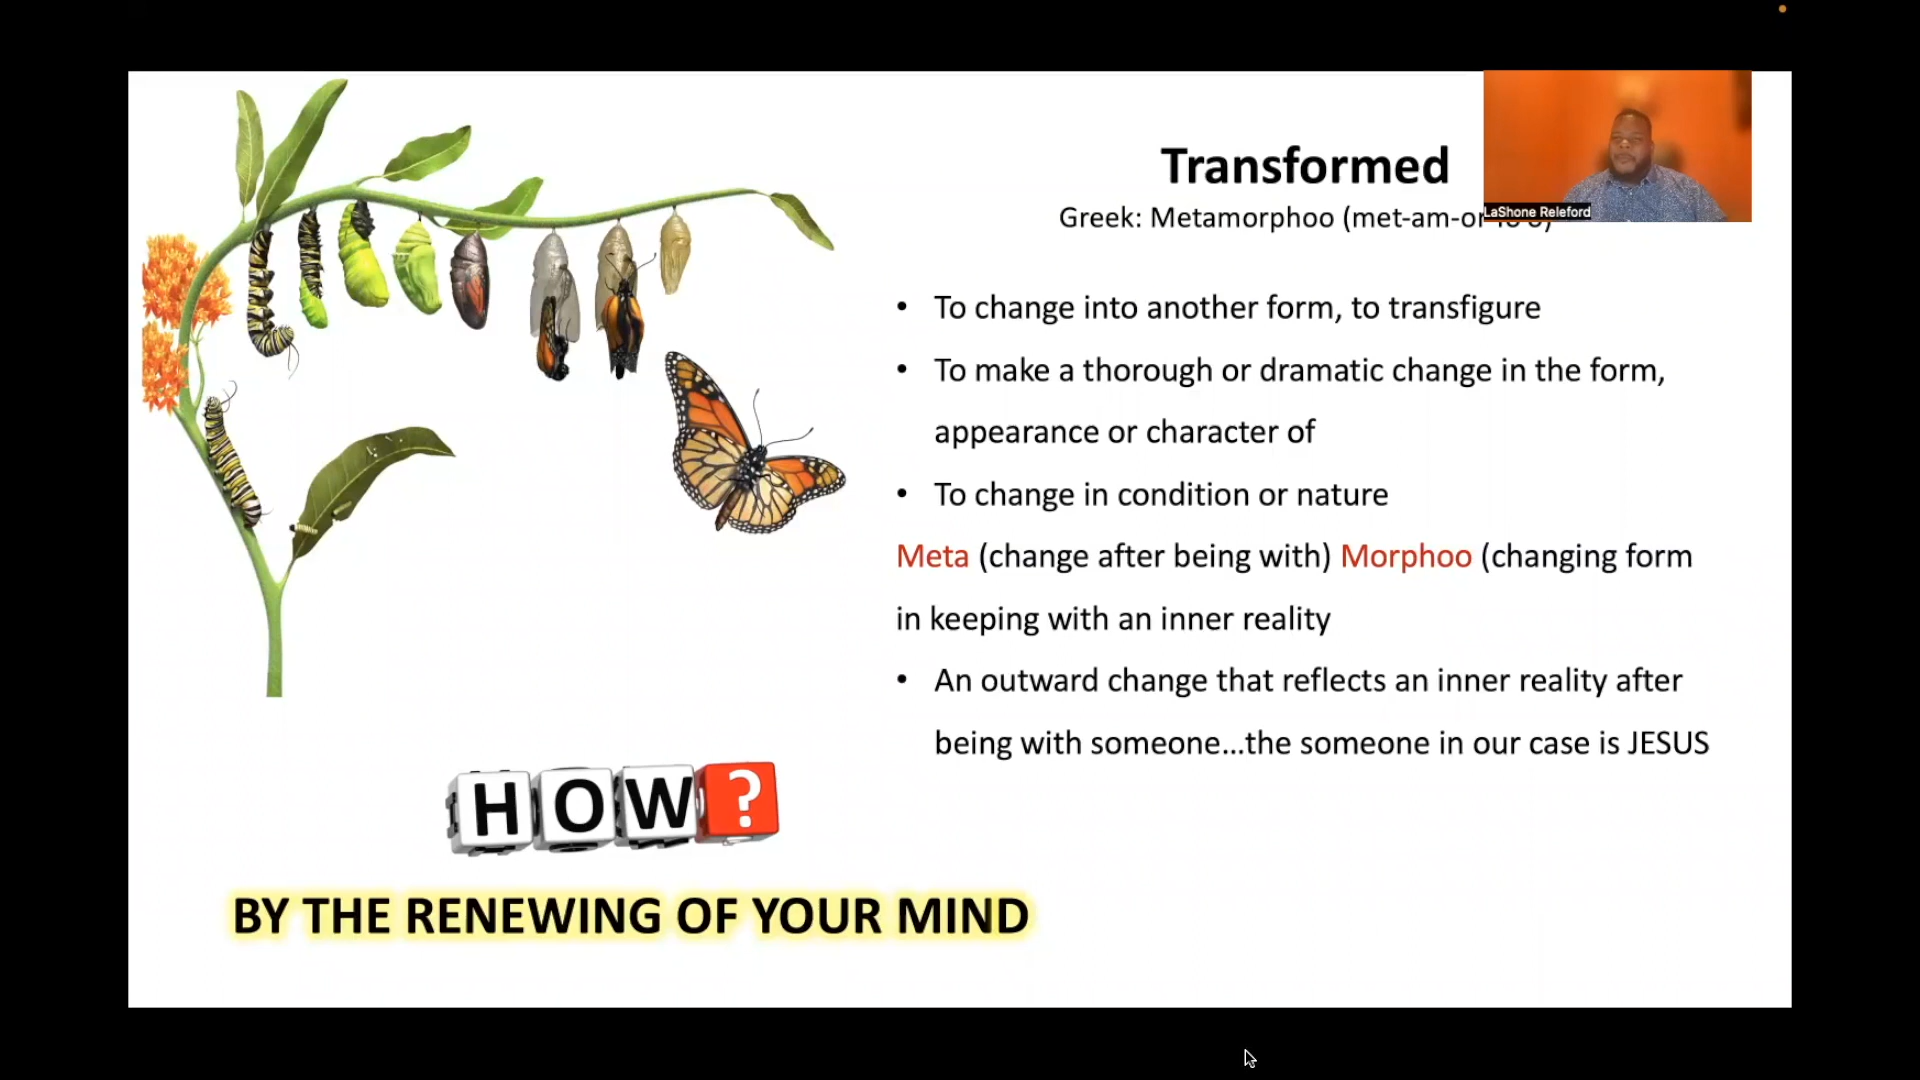 Transformed
Greek: Metamorphoo (met-am-or
LaShone Releford
• To change into another form, to transfigure
• To make a thorough or dramatic change in the form,
appearance or character of
• To change in condition or nature
Meta (change after being with) Morphoo (changing form
in keeping with an inner reality
• An outward change that reflects an inner reality after
being with someone...the someone in our case is JESUS
HOW?
BY THE RENEWING OF YOUR MIND